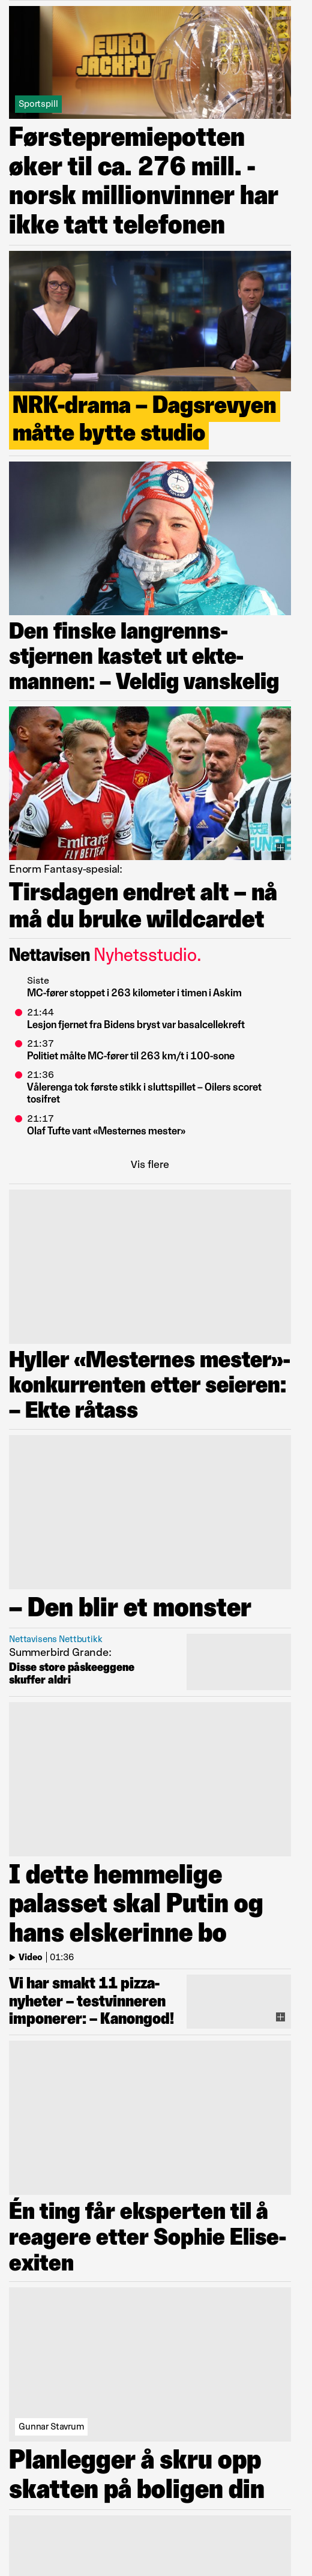 EURO
JACKPOT
Sportspill
Førstepremiepotten
øker til ca. 276 mill. -
norsk millionvinner har
ikke tatt telefonen
NRK-drama – Dagsrevyen
måtte bytte studio
Den finske langrenns-
stjernen kastet ut ekte-
mannen: – Veldig vanskelig
Enorm Fantasy-spesial:
Tirsdagen endret alt – nå
må du bruke wildcardet
Nettavisen Nyhetsstudio.
Siste
MC-fører stoppet i 263 kilometer i timen i Askim
21:44
Lesjon fjernet fra Bidens bryst var basalcellekreft
21:37
Politiet målte MC-fører til 263 km/t i 100-sone
21:36
Vålerenga tok første stikk i sluttspillet – Oilers scoret
tosifret
21:17
Olaf Tufte vant «Mesternes mester»
Vis flere
Hyller «Mesternes mester»-
konkurrenten etter seieren:
– Ekte råtass
– Den blir et monster
Nettavisens Nettbutikk
Summerbird Grande:
Disse store påskeeggene
skuffer aldri
I dette hemmelige
palasset skal Putin og
hans elskerinne bo
Video | 01:36
Vi har smakt 11 pizza-
nyheter – testvinneren
imponerer: – Kanongod!
Én ting får eksperten til å
reagere etter Sophie Elise-
exiten
Gunnar Stavrum
Planlegger å skru opp
skatten på boligen din